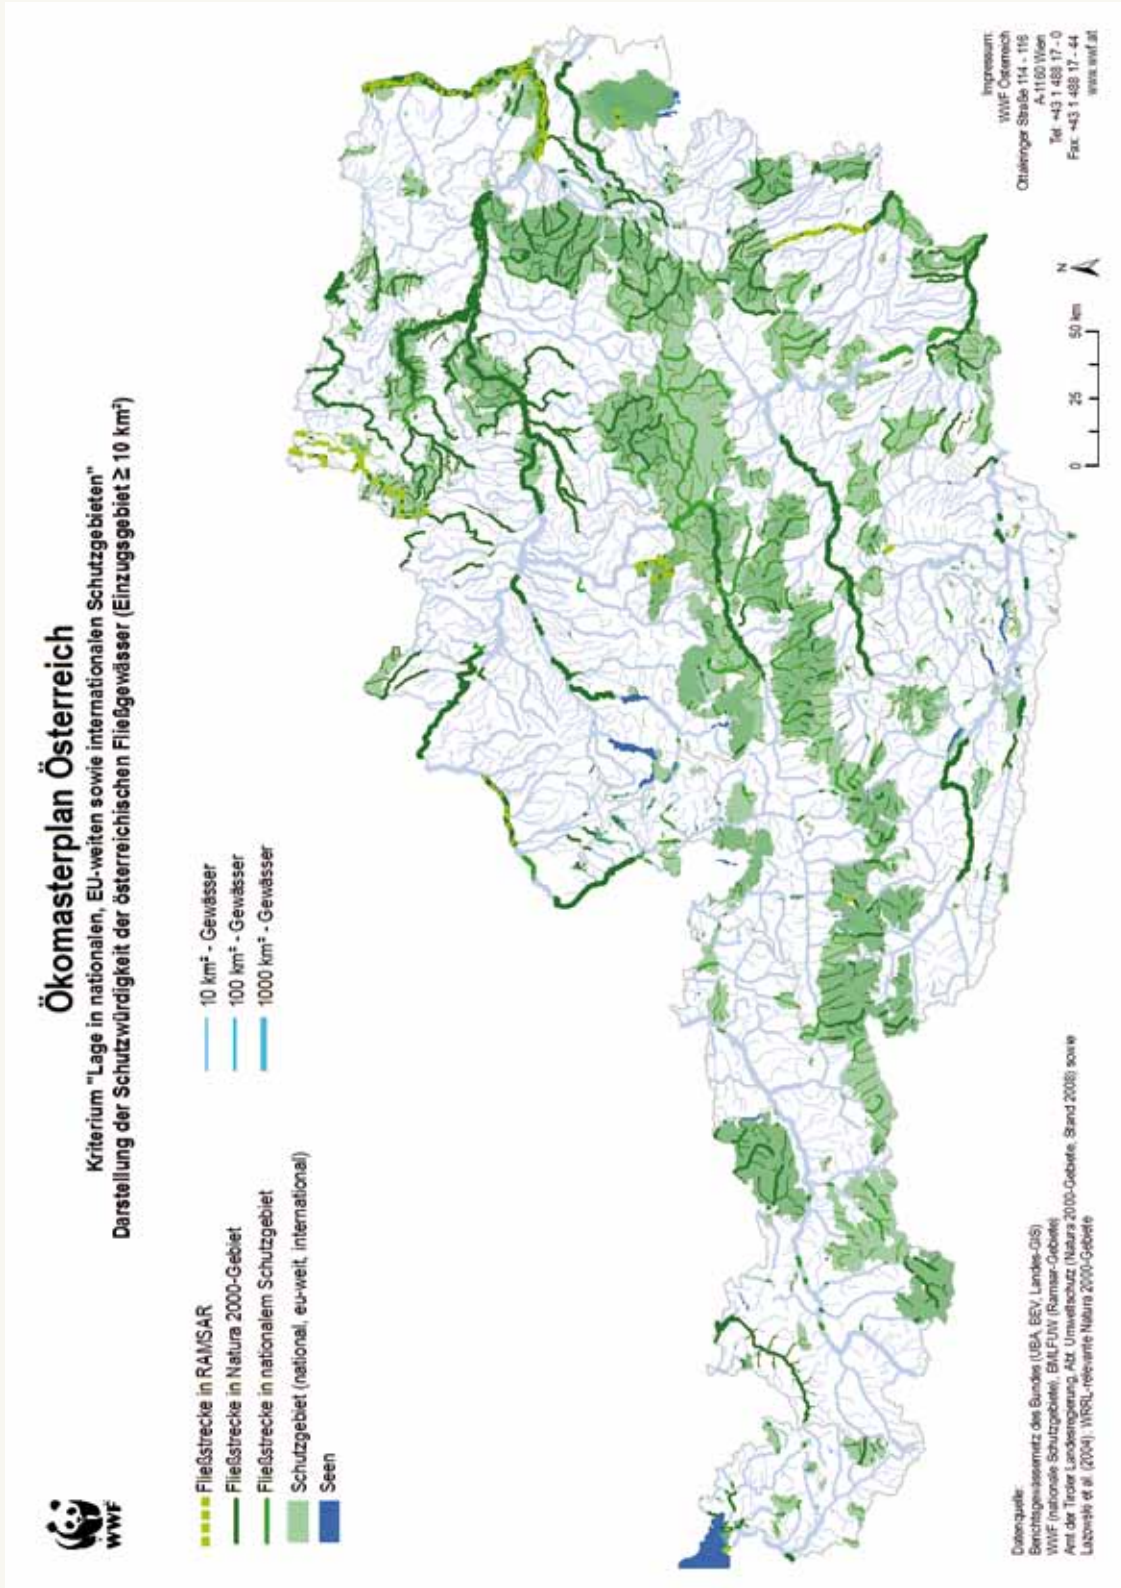 Ökomasterplan Österreich
Kriterium "Lage in nationalen, EU-weiten sowie internationalen Schutzgebieten"
Darstellung der Schutzwürdigkeit der österreichischen Fließgewässer (Einzugsgebiet ≥ 10 km²)
WWF
Fließstrecke in RAMSAR
Fließstrecke in Natura 2000-Gebiet
Fließstrecke in nationalem Schutzgebiet
Schutzgebiet (national, eu-weit, international)
Seen
10 km² - Gewässer
100 km² - Gewässer
1000 km² - Gewässer
Datenquelle:
Berichtsgewässernetz des Bundes (UBA, BEV, Landes-GIS)
WWF (nationale Schutzgebiete), BMLFUW (Ramsar-Gebiete)
Amt der Tiroler Landesregierung, Abt. Umweltschutz (Natura 2000-Gebiete, Stand 2008) sowie
Lazowski et al. (2004): WRRL-relevante Natura 2000-Gebiete
0 25 50 km
N
Impressum:
WWF Österreich
Ottakringer Straße 114 - 116
A-1160 Wien
Tel: +43 1 488 17 - 0
Fax: +43 1 488 17 - 44
www.wwf.at